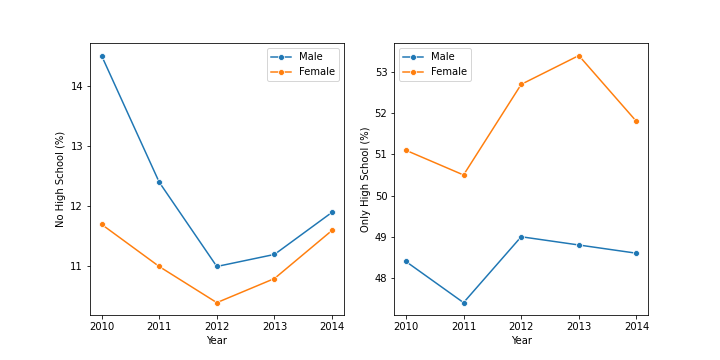 No High School (%)
14
13
12
11
Male
Female
2010 2011 2012 2013 2014
Year
Only High School (%)
53
52
51
50
49
48
Male
Female
2010 2011 2012 2013 2014
Year